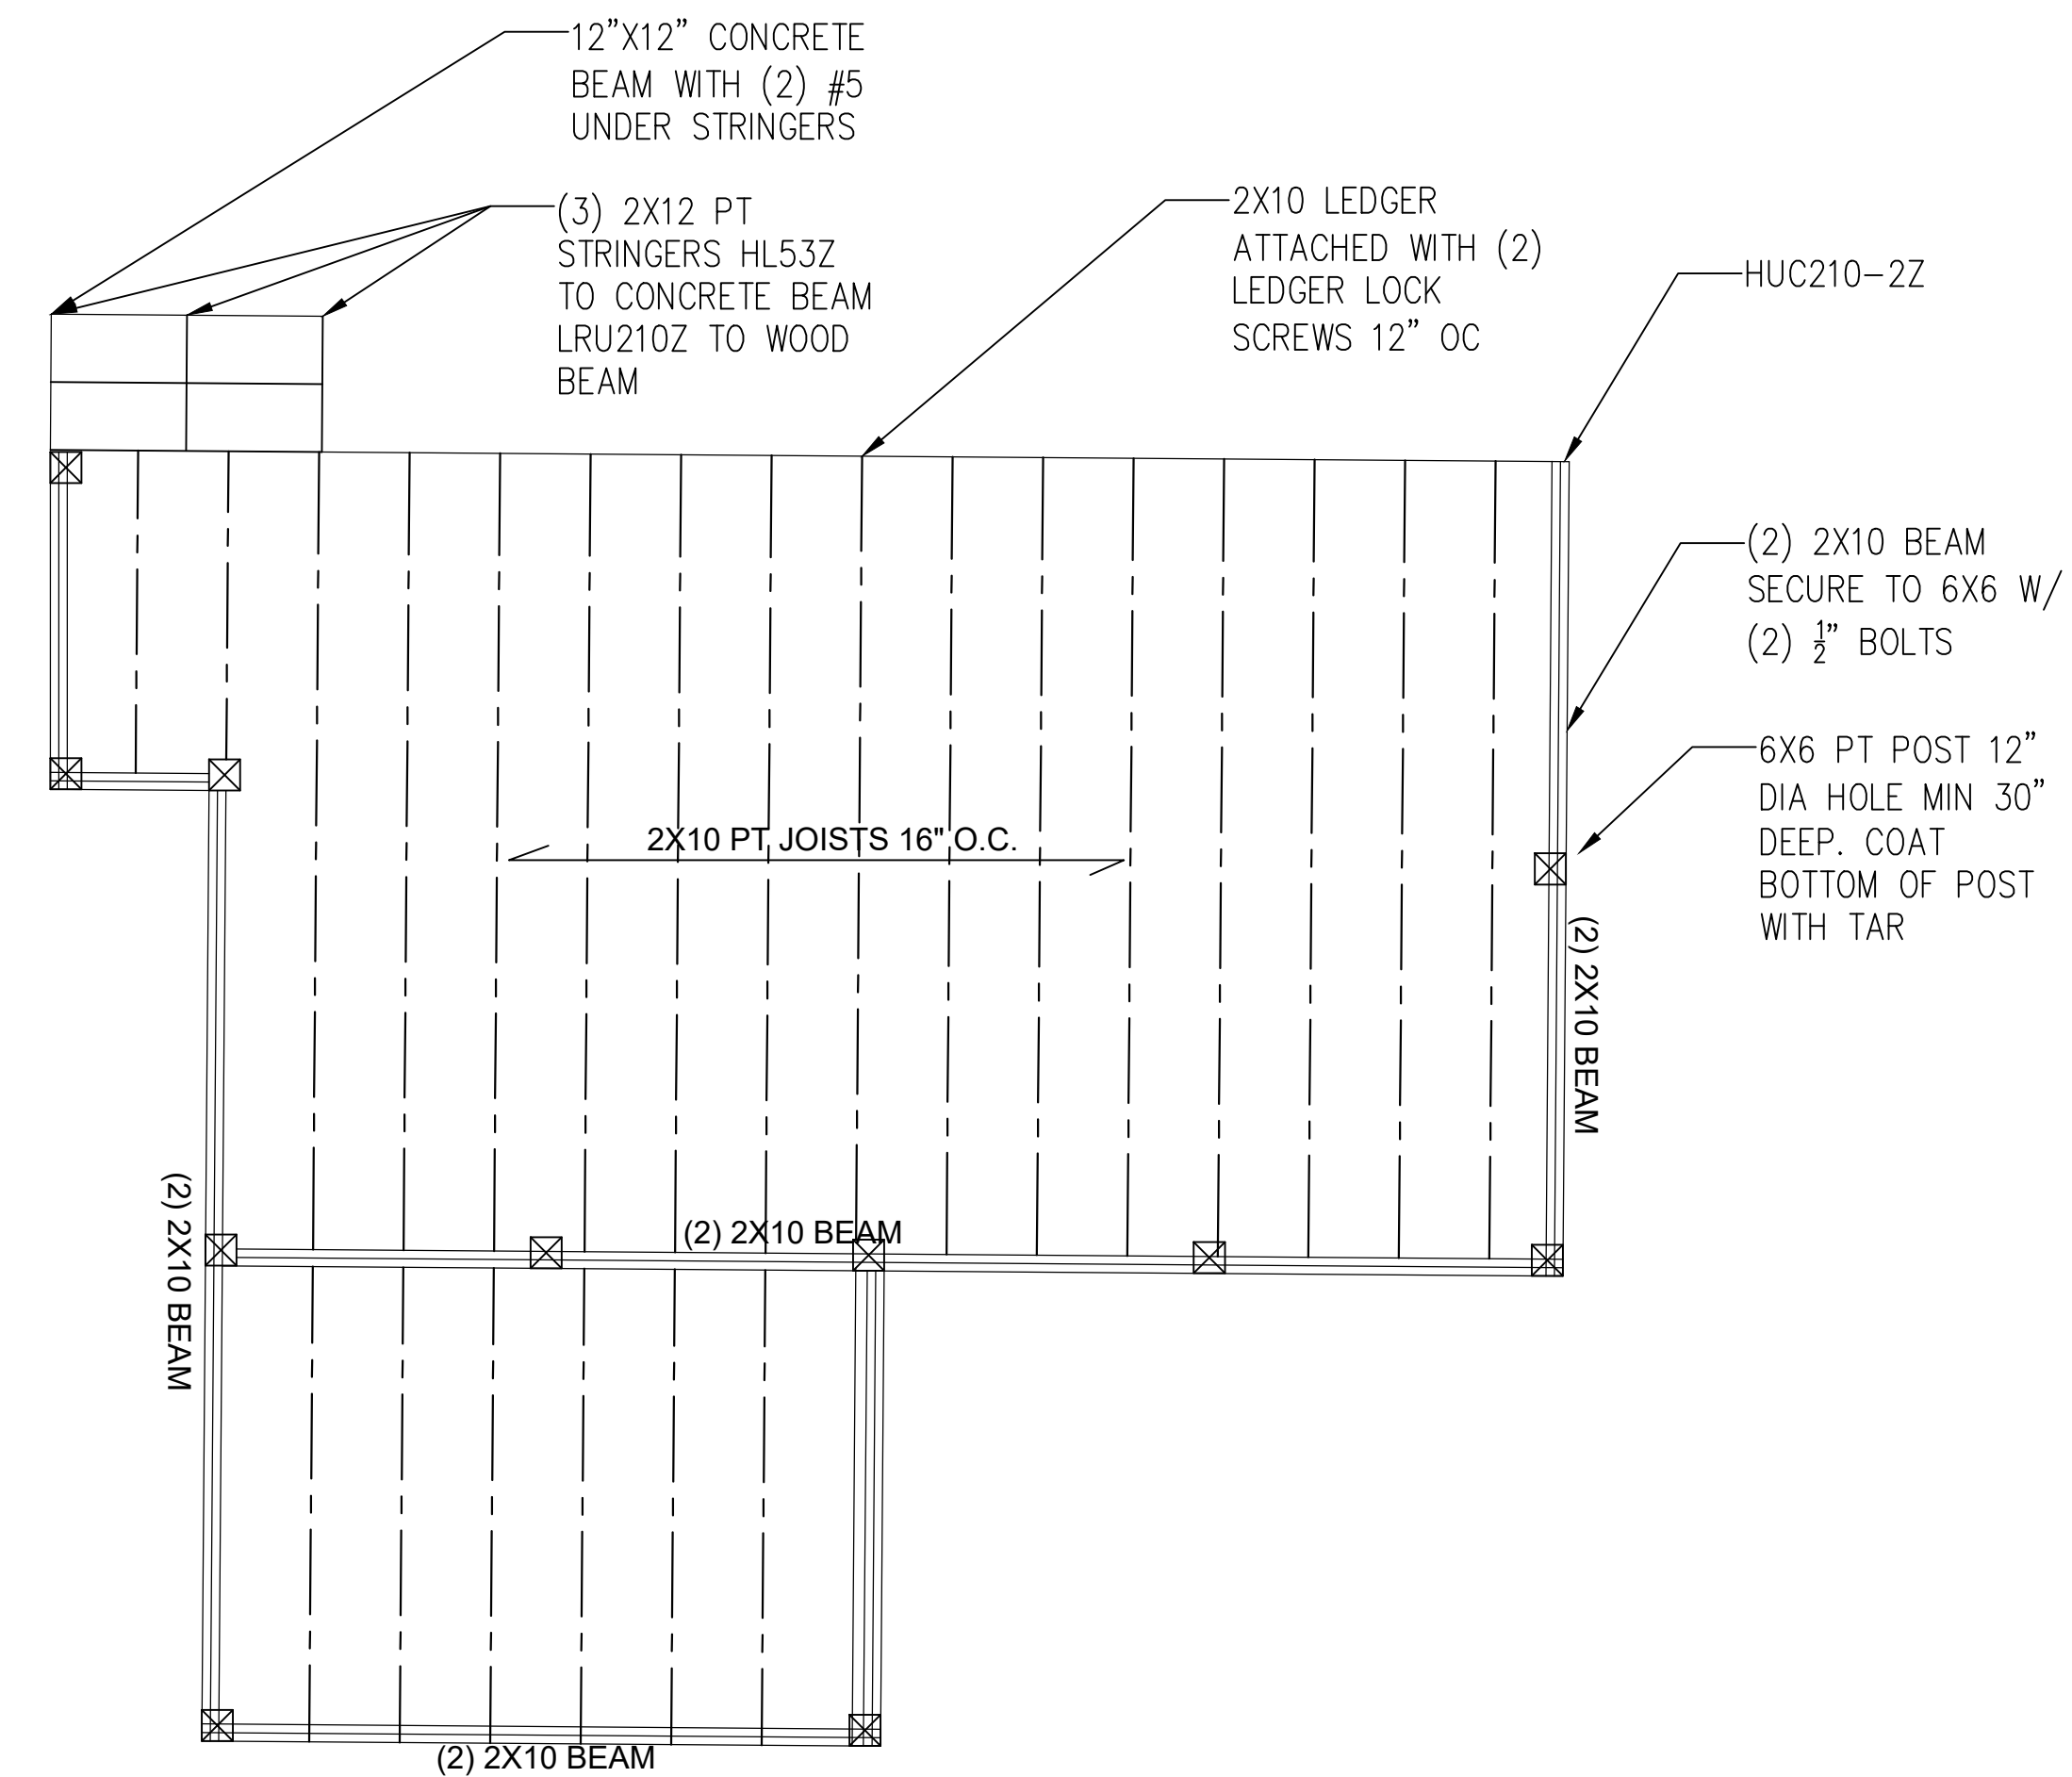 12”X12” CONCRETE
BEAM WITH (2) #5
UNDER STRINGERS
(3) 2X12 PT
STRINGERS HL53Z
TO CONCRETE BEAM
LRU210Z TO WOOD
BEAM
2X10 LEDGER
ATTACHED WITH (2)
LEDGER LOCK
SCREWS 12” OC
HUC210-2Z
(2) 2X10 BEAM
SECURE TO 6X6 W/
(2) ½” BOLTS
6X6 PT POST 12”
DIA HOLE MIN 30”
DEEP. COAT
BOTTOM OF POST
WITH TAR
2X10 PT JOISTS 16" O.C.
(2) 2X10 BEAM
(2) 2X10 BEAM
(2) 2X10 BEAM
(2) 2X10 BEAM